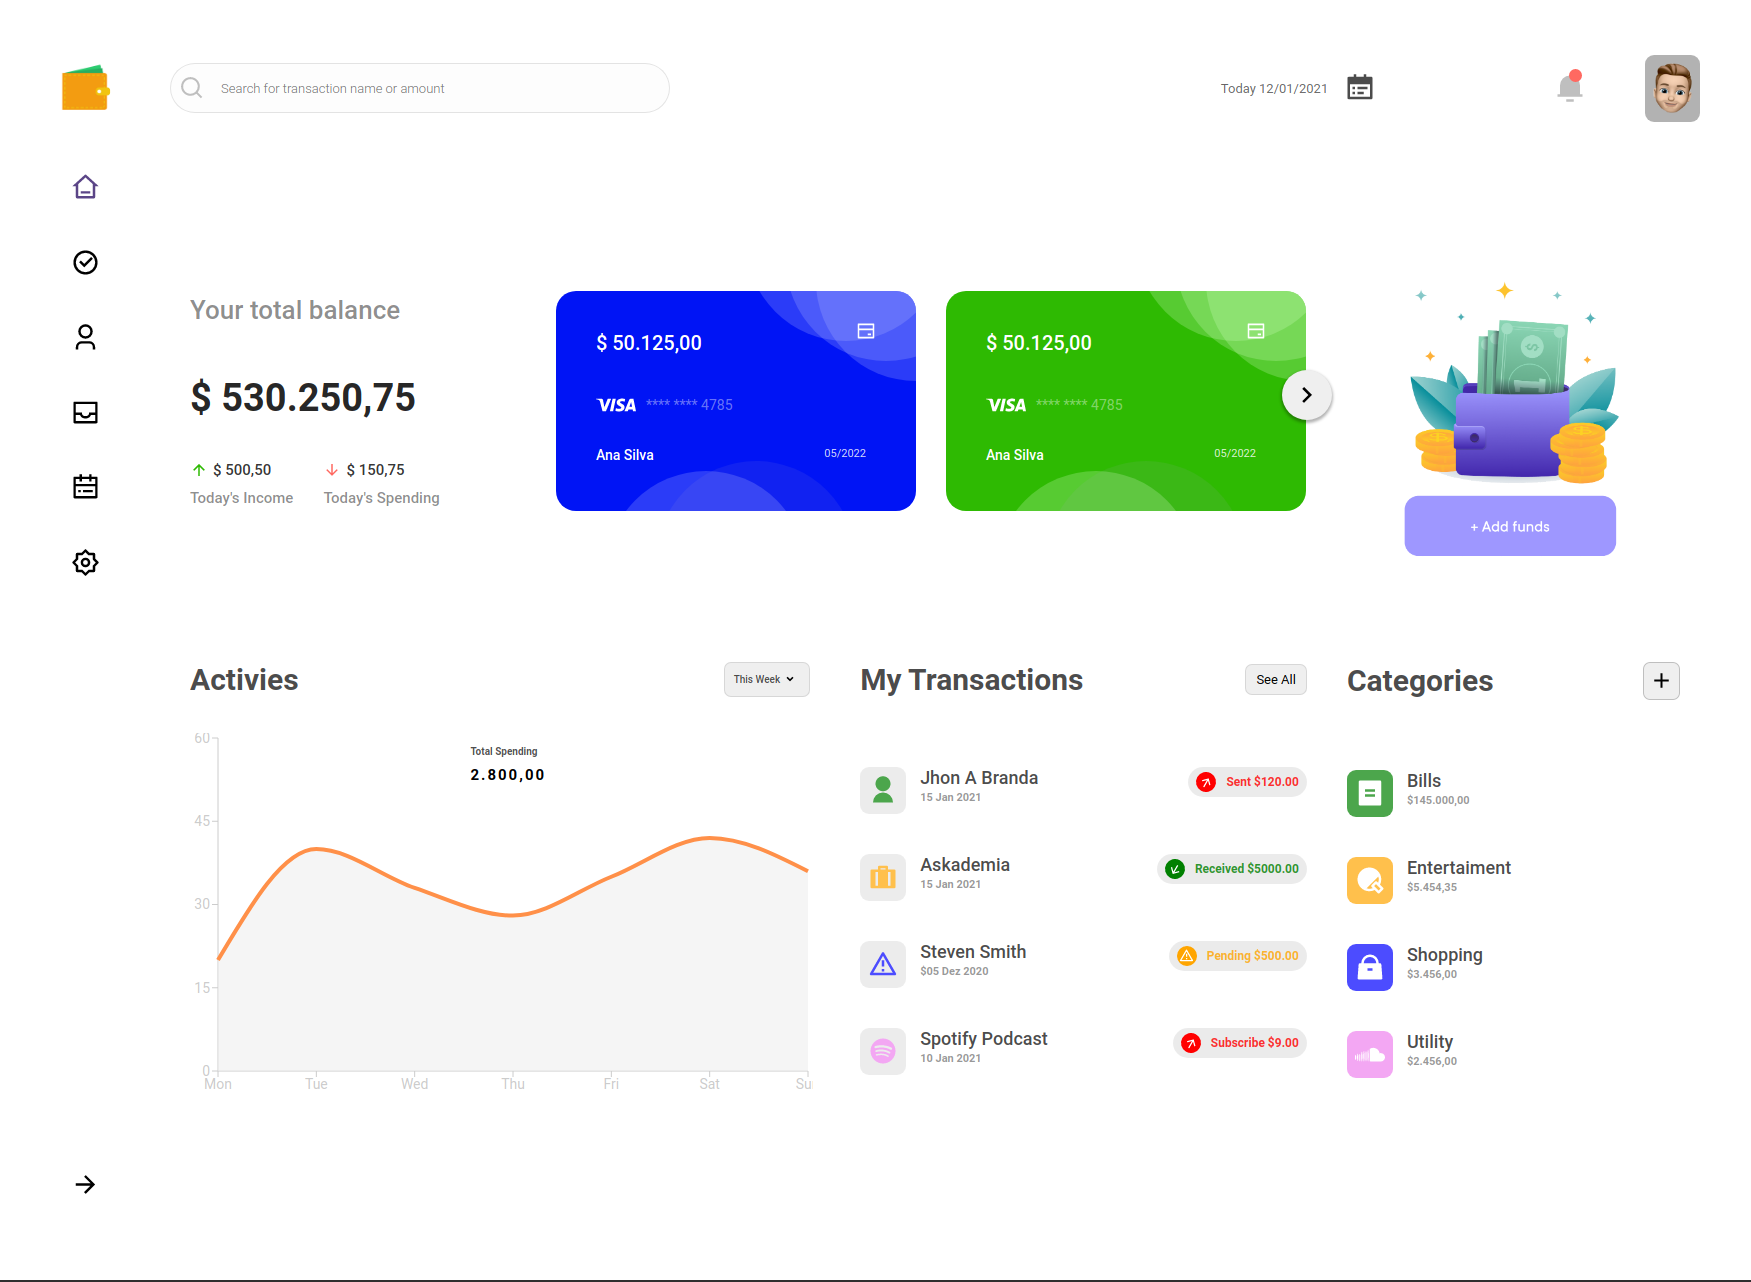 Search for transaction name or amount
Today 12/01/2021
Your total balance
$ 530.250,75
$ 500,50
Today's Income
$ 150,75
Today's Spending
$ 50.125,00
VISA **** **** 4785
Ana Silva
05/2022
$ 50.125,00
VISA **** **** 4785
Ana Silva
05/2022
+ Add funds
Activies
This Week
Total Spending
2.800,00
60
45
30
15
0
Mon Tue Wed Thu Fri Sat Su
My Transactions
See All
Jhon A Branda
15 Jan 2021
Sent $120.00
Askademia
15 Jan 2021
Received $5000.00
Steven Smith
$05 Dez 2020
Pending $500.00
Spotify Podcast
10 Jan 2021
Subscribe $9.00
Categories
Bills
$145.000,00
Entertaiment
$5.454,35
Shopping
$3.456,00
Utility
$2.456,00